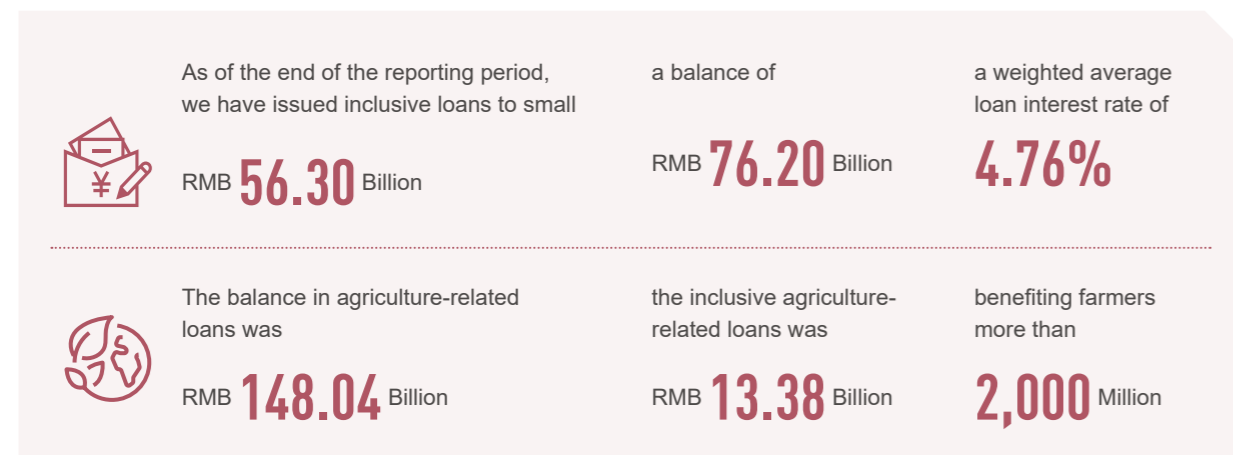 As of the end of the reporting period,
we have issued inclusive loans to small
RMB 56.30 Billion
a balance of
RMB 76.20 Billion
a weighted average
loan interest rate of
4.76%
The balance in agriculture-related
loans was
RMB 148.04 Billion
the inclusive agriculture-
related loans was
RMB 13.38 Billion
benefiting farmers
more than
2,000 Million